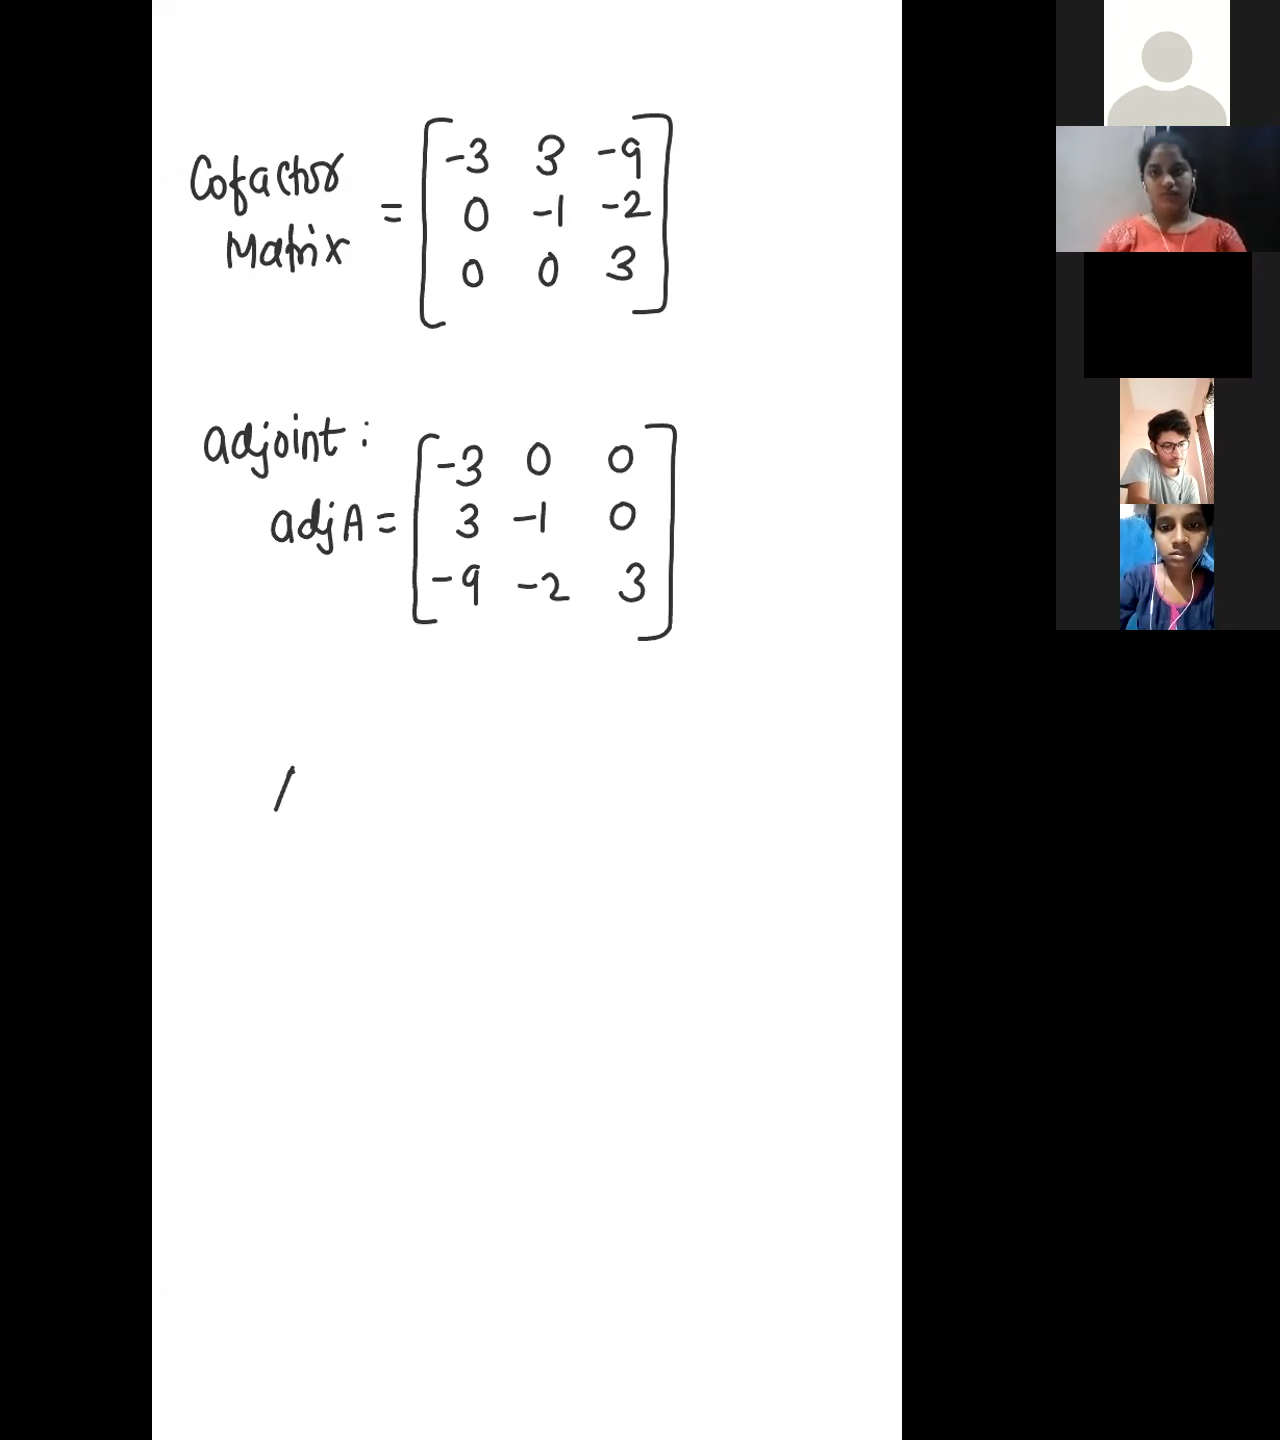 Cofactor
Matrix = [-3 3 -9
0 -1 -2
0 0 3]
adjoint :
adj A = [-3 0 0
3 -1 0
-9 -2 3]